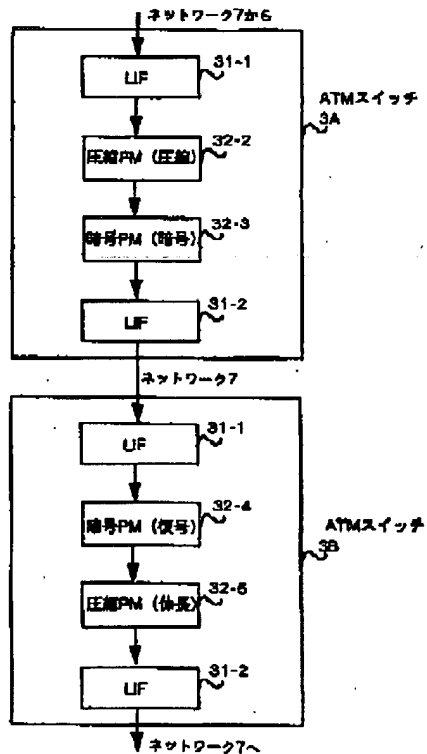 ネットワーク7から
31-1
LIF
ATMスイッチ
3A
32-2
圧縮PM(圧縮)
32-3
暗号PM(暗号)
31-2
LIF
ネットワーク7
31-1
LIF
32-4
暗号PM(復号)
ATMスイッチ
3B
32-5
圧縮PM(伸長)
31-2
LIF
ネットワーク7へ